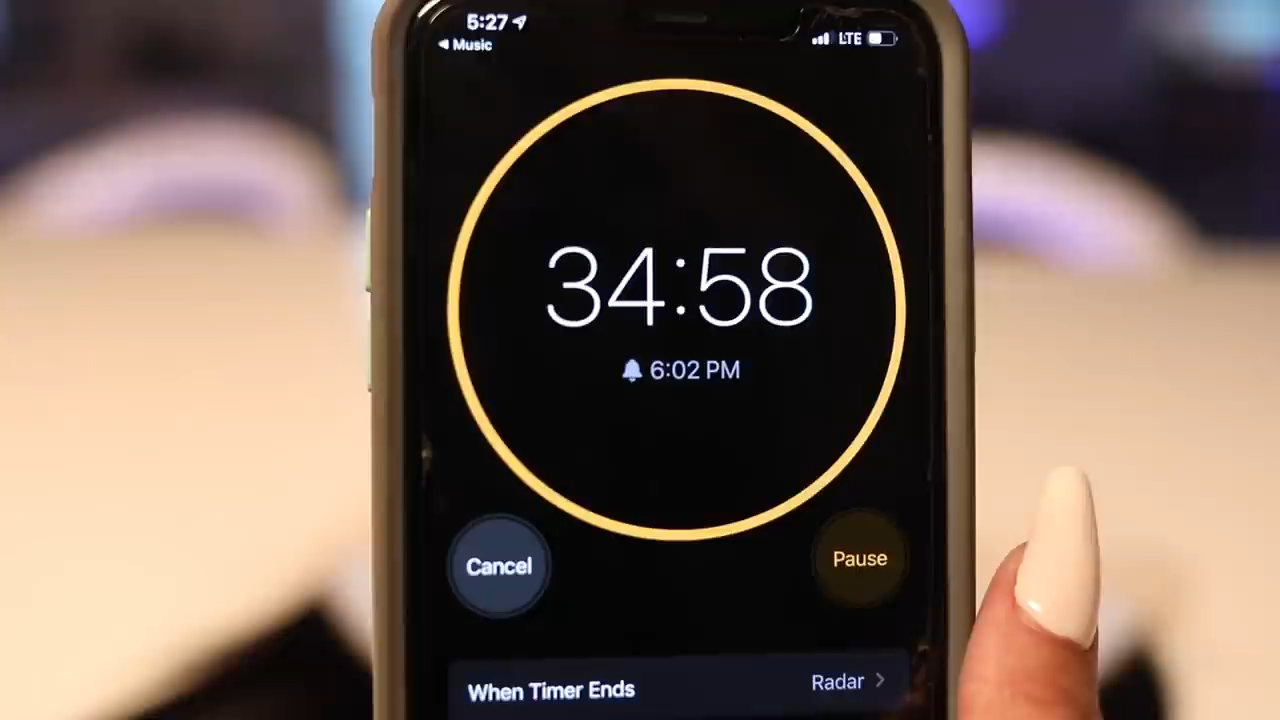 5:27
Music
LTE
34:58
6:02 PM
Cancel
Pause
When Timer Ends
Radar